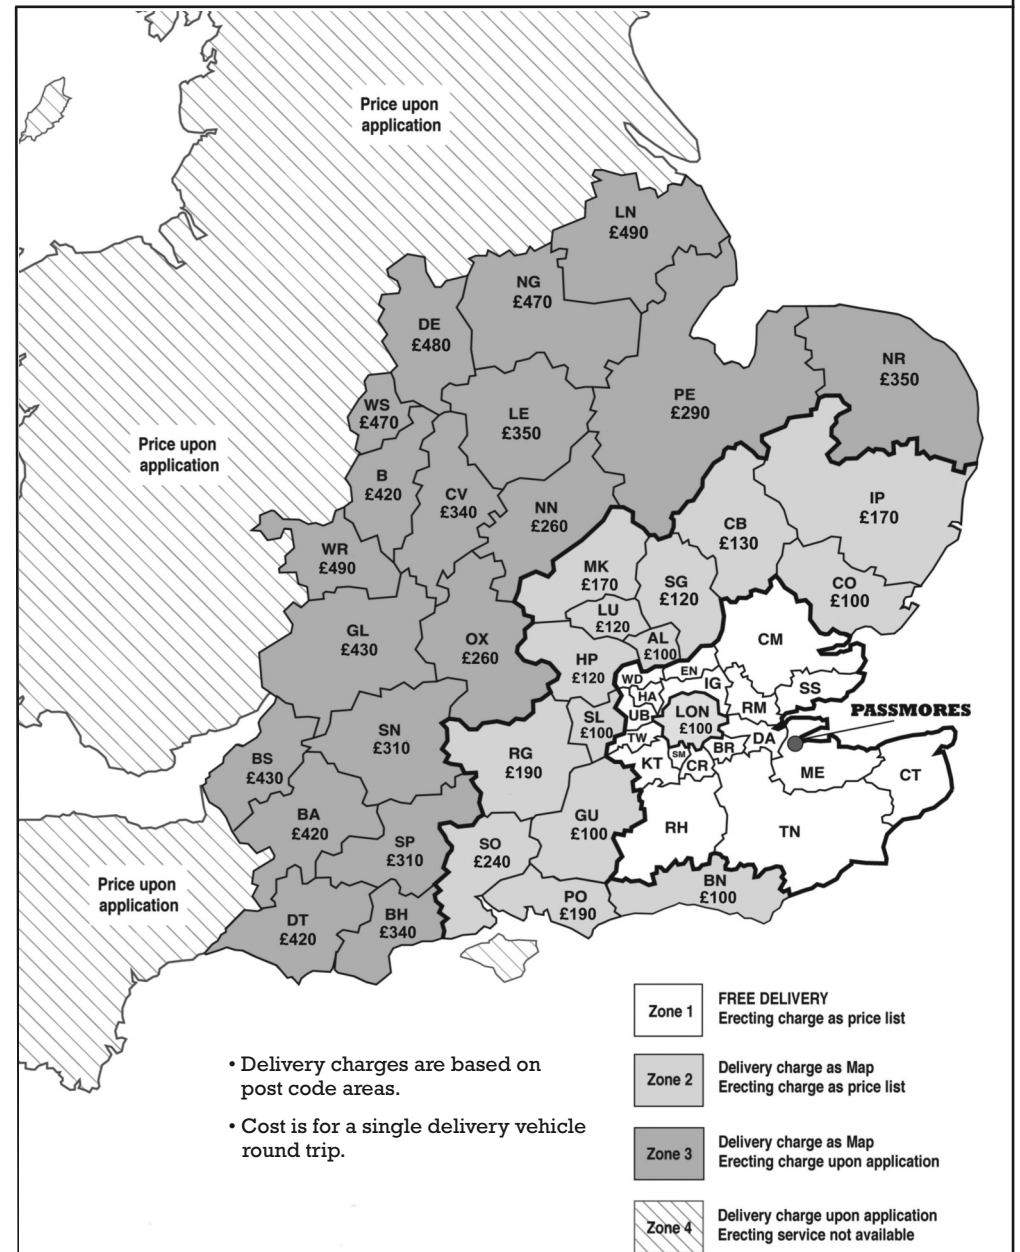 Price upon
application
LN
£490
NG
£470
DE
£480
NR
£350
WS
£470
LE
£350
PE
£290
Price upon
application
B
£420
CV
£340
NN
£260
IP
£170
CB
£130
WR
£490
MK
£170
SG
£120
CO
£100
LU
£120
GL
£430
OX
£260
AL
£100
CM
HP
£120
WD
EN
IG
HA
SS
RM
UB
LON
£100
PASSMORES
SL
£100
SN
£310
TW
DA
BR
SM
CR
KT
RG
£190
BS
£430
ME
CT
BA
£420
GU
£100
RH
TN
SP
£310
SO
£240
Price upon
application
BN
£100
PO
£190
DT
£420
BH
£340
Zone 1
FREE DELIVERY
Erecting charge as price list
• Delivery charges are based on
post code areas.
• Cost is for a single delivery vehicle
round trip.
Zone 2
Delivery charge as Map
Erecting charge as price list
Zone 3
Delivery charge as Map
Erecting charge upon application
Zone 4
Delivery charge upon application
Erecting service not available